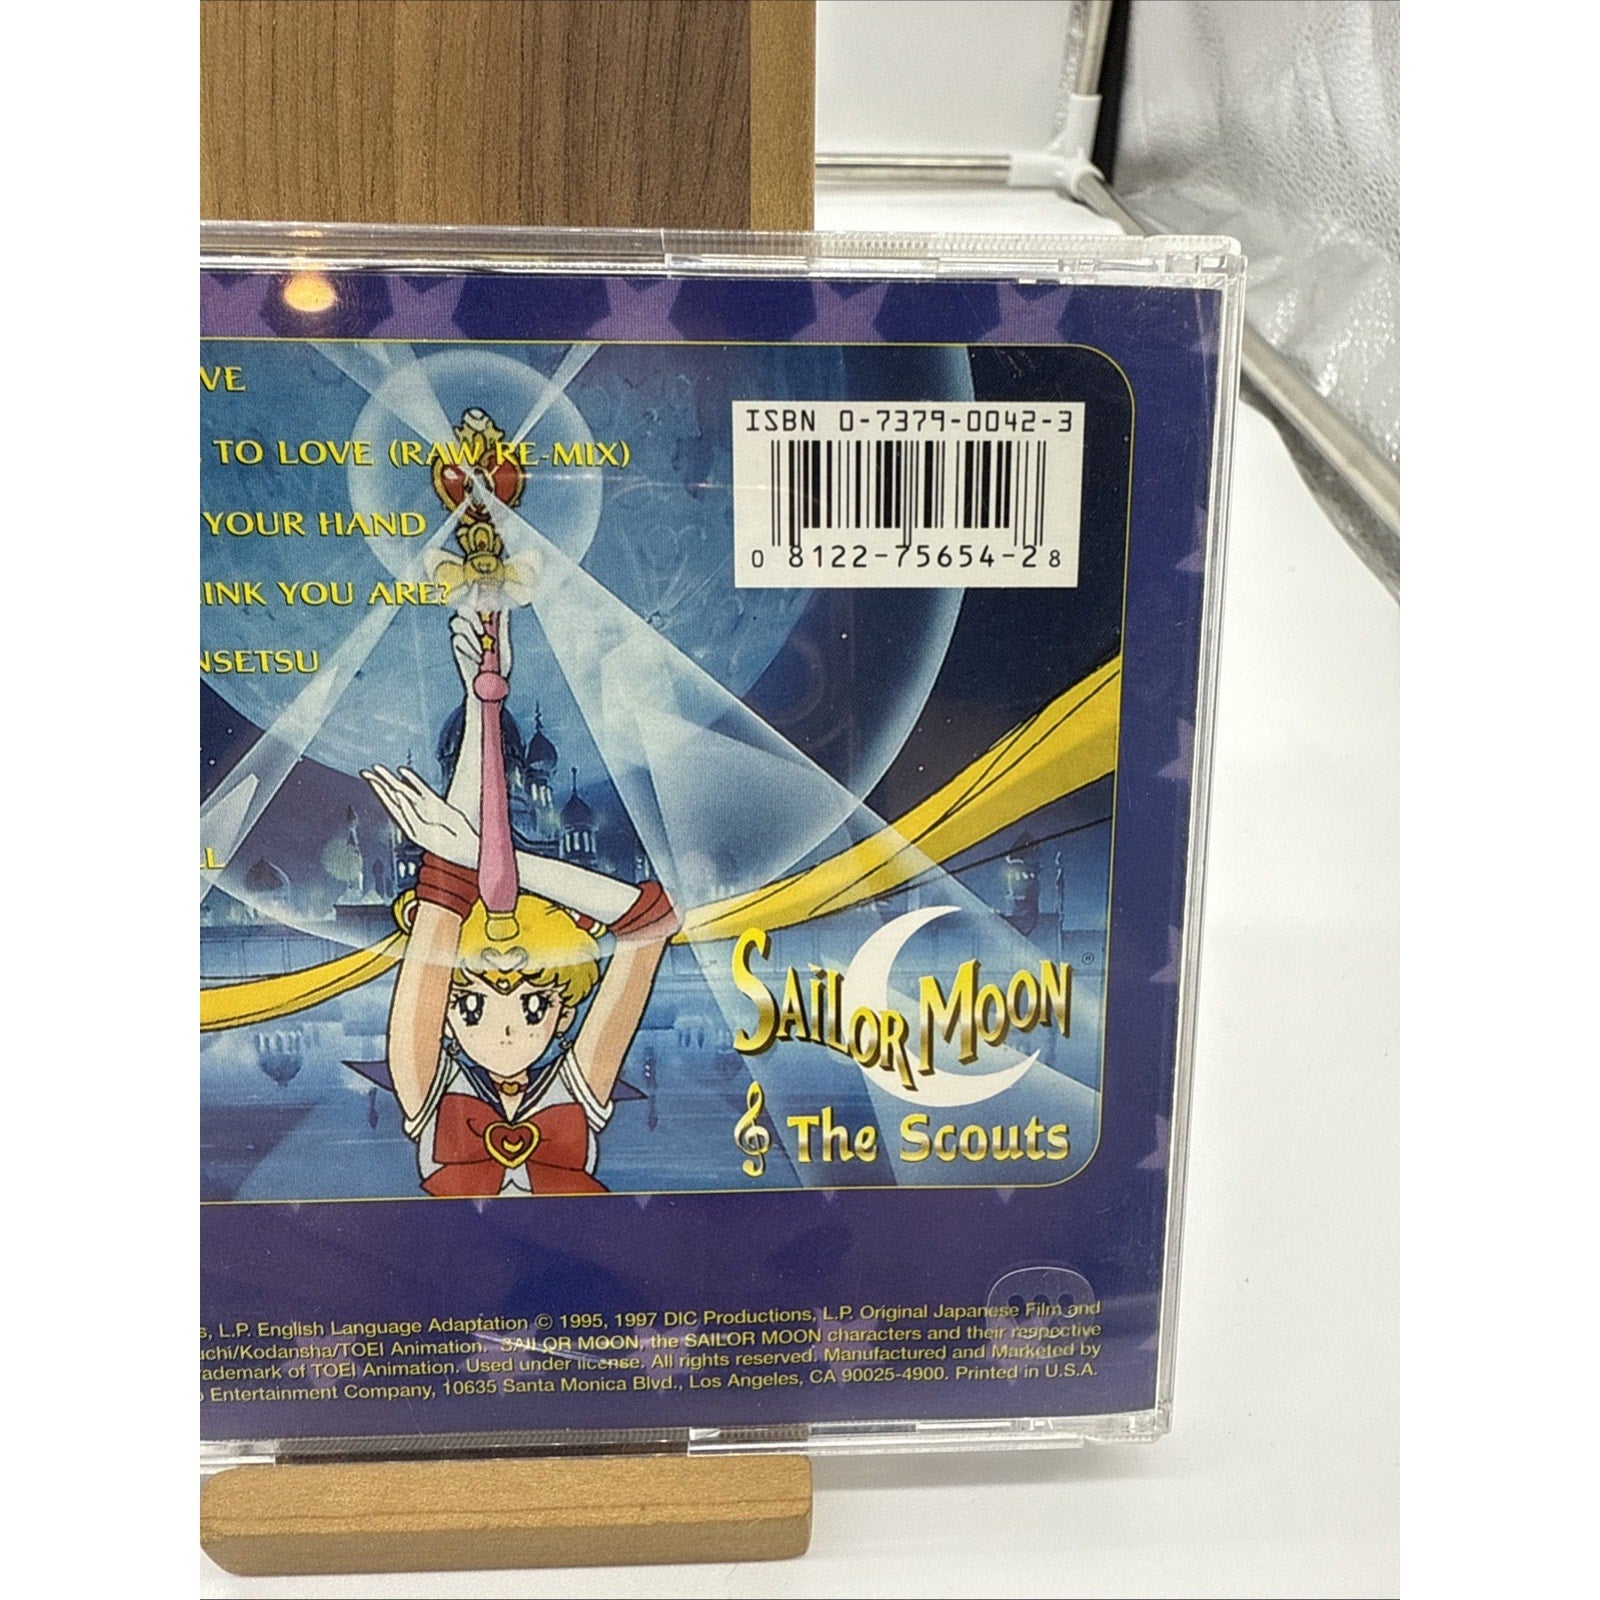 VE
TO LOVE (RAW RE-MIX)
YOUR HAND
INK YOU ARE?
NSETSU
LL
ISBN 0-7379-0042-3
0 8122-75654-2 8
SAILOR MOON®
& The Scouts
s, L.P. English Language Adaptation © 1995, 1997 DIC Productions, L.P. Original Japanese Film and
uchi/Kodansha/TOEI Animation. SAILOR MOON, the SAILOR MOON characters and their respective
ademark of TOEI Animation. Used under license. All rights reserved. Manufactured and Marketed by
o Entertainment Company, 10635 Santa Monica Blvd., Los Angeles, CA 90025-4900. Printed in U.S.A.